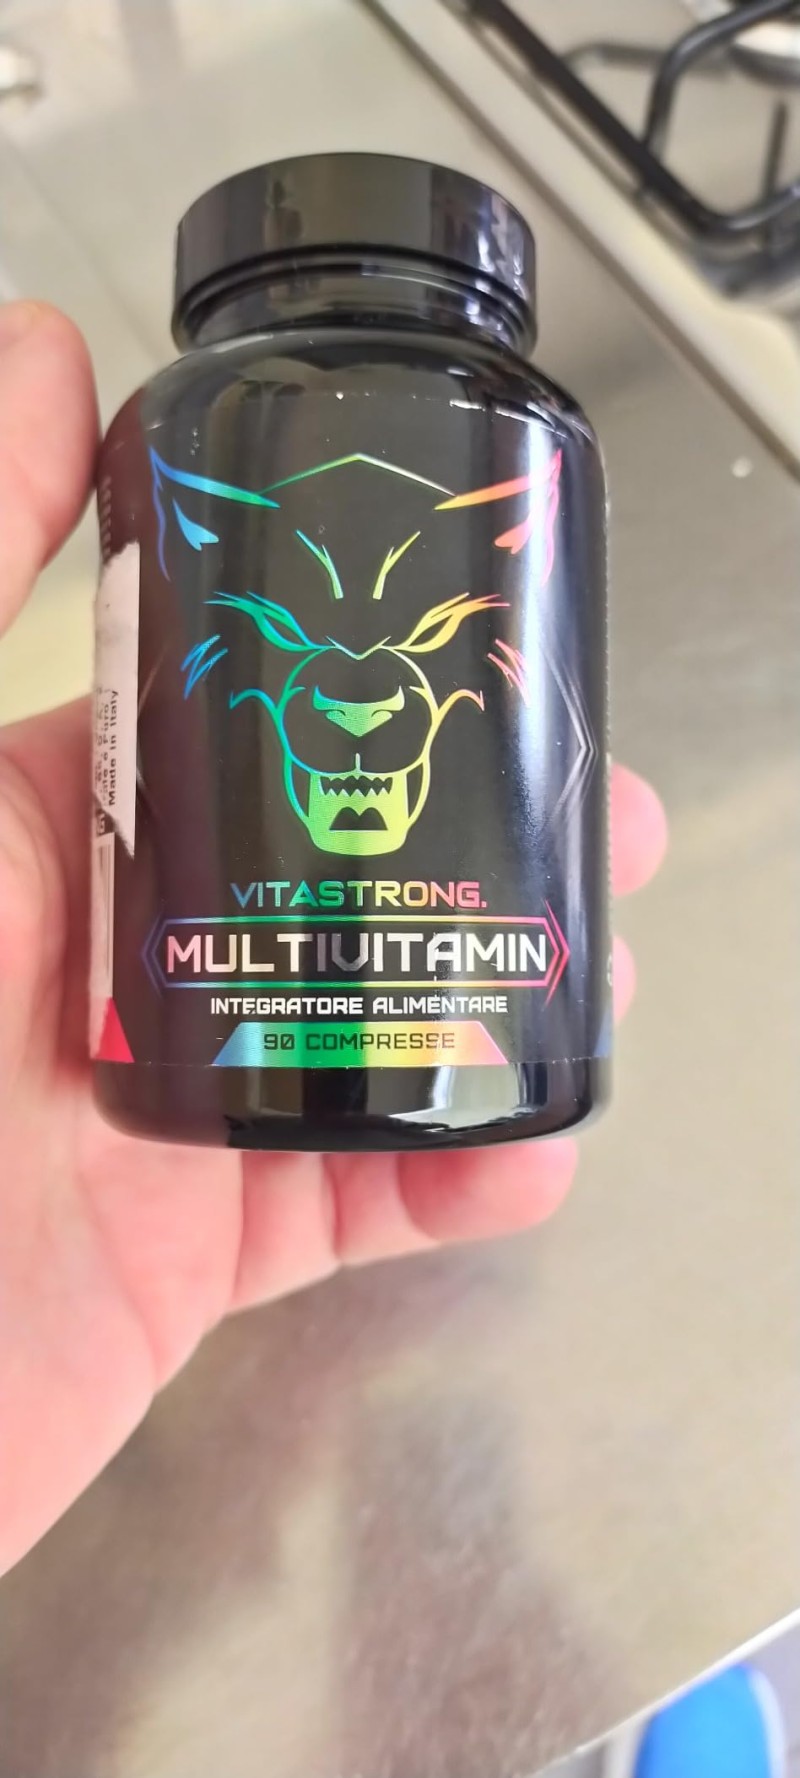 VITASTRONG.
MULTIVITAMIN
INTEGRATORE ALIMENTARE
90 COMPRESSE
Made in Italy